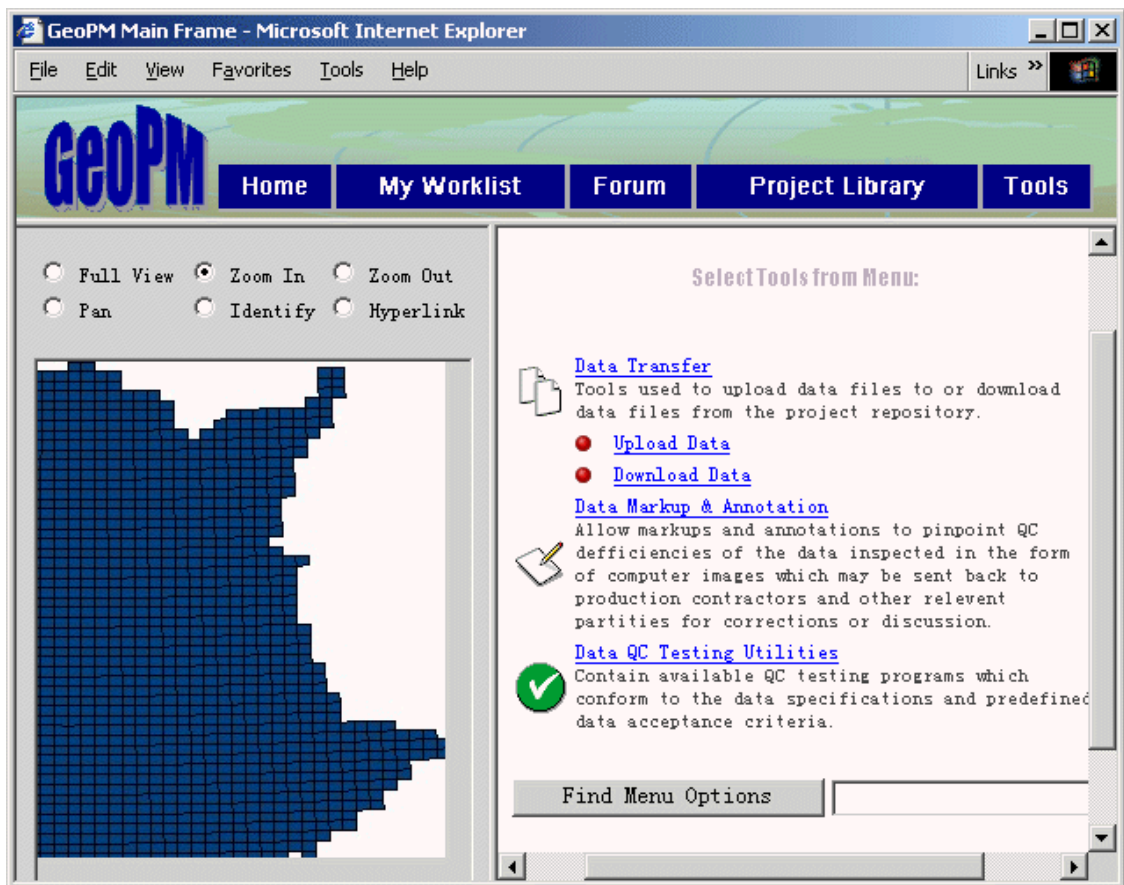 GeoPM Main Frame - Microsoft Internet Explorer
File Edit View Favorites Tools Help Links »
GeoPM
Home My Worklist Forum Project Library Tools
Full View Zoom In Zoom Out
Pan Identify Hyperlink
Select Tools from Menu:
Data Transfer
Tools used to upload data files to or download
data files from the project repository.
Upload Data
Download Data
Data Markup & Annotation
Allow markups and annotations to pinpoint QC
defficiencies of the data inspected in the form
of computer images which may be sent back to
production contractors and other relevent
partities for corrections or discussion.
Data QC Testing Utilities
Contain available QC testing programs which
conform to the data specifications and predefined
data acceptance criteria.
Find Menu Options